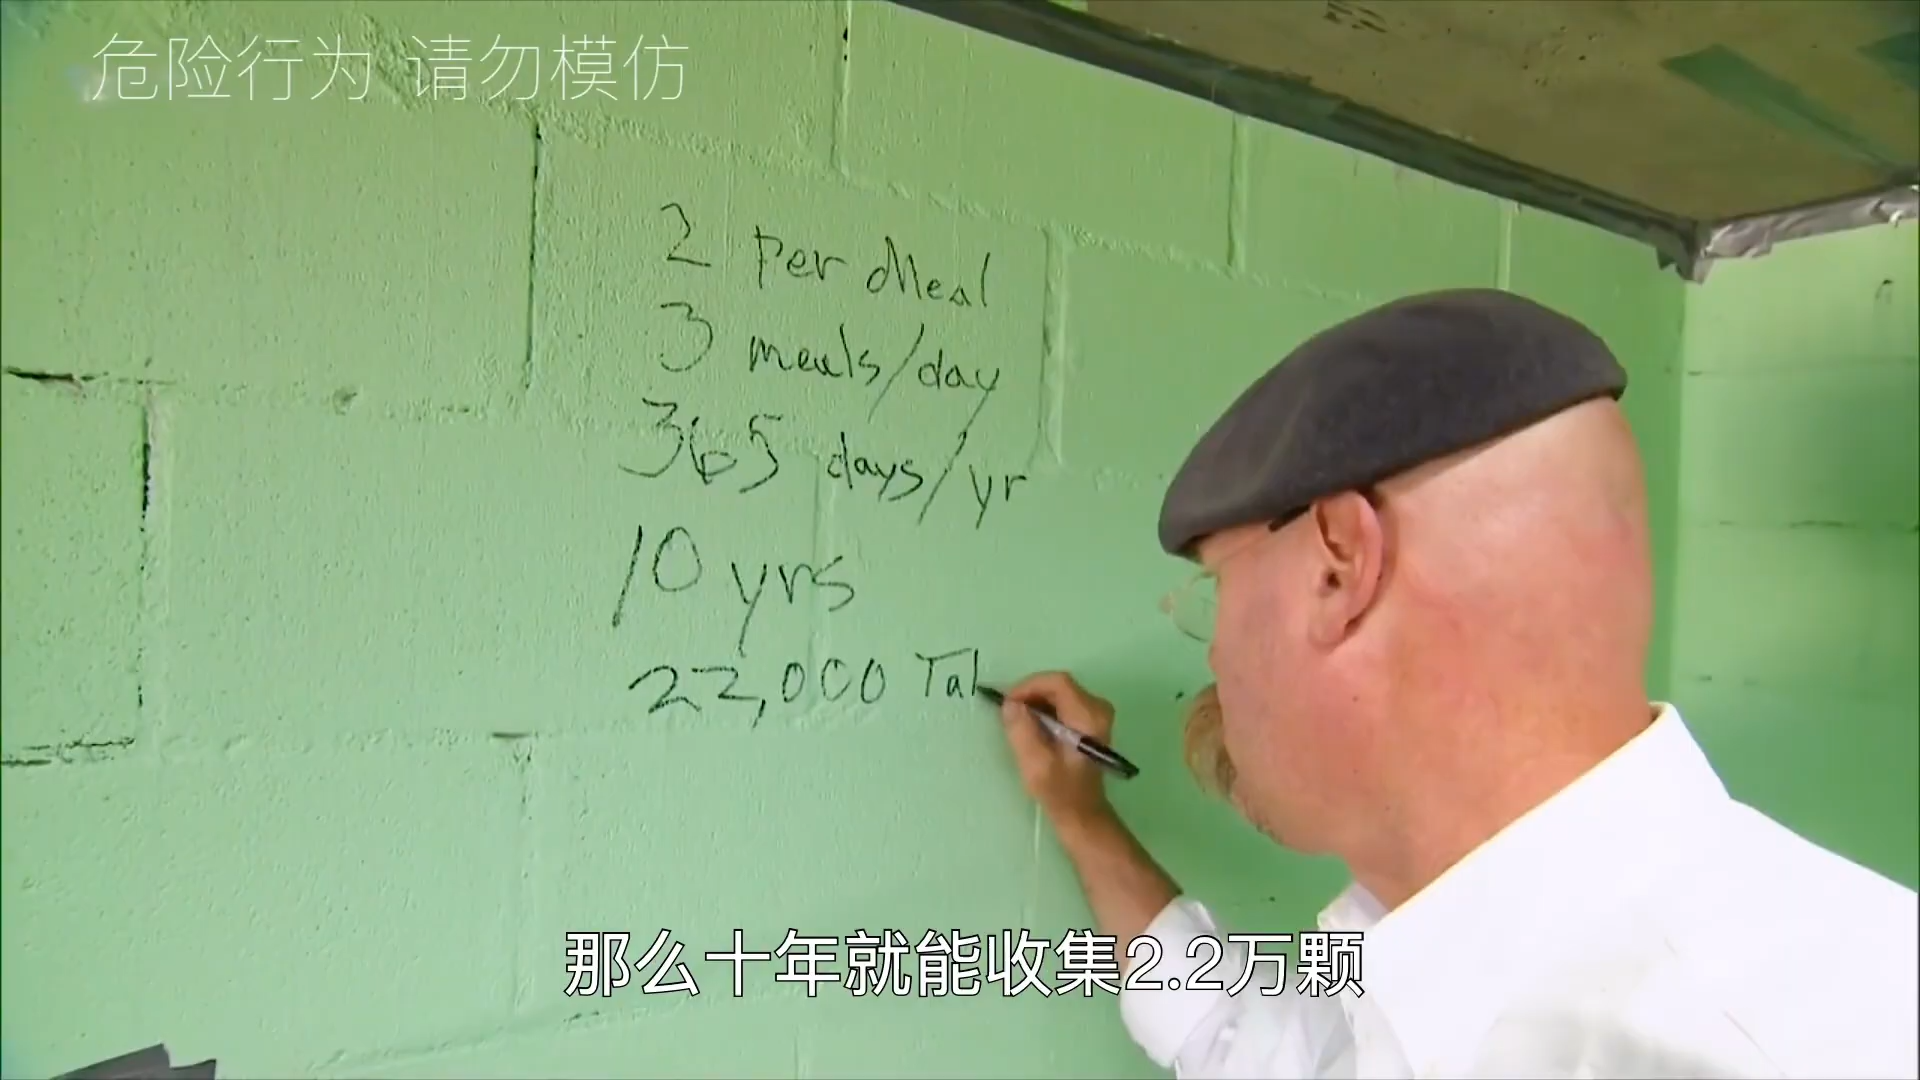 危险行为 请勿模仿
2 Per Meal
3 meals/day
365 days/yr
10 yrs
22,000 Tab
那么十年就能收集2.2万颗